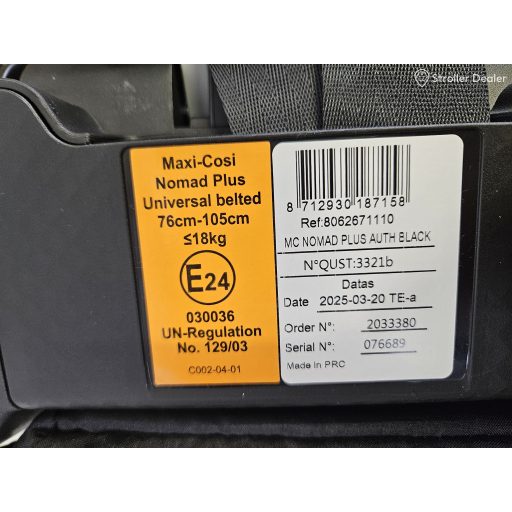 Stroller Dealer
Maxi-Cosi
Nomad Plus
Universal belted
76cm-105cm
≤18kg
E24
030036
UN-Regulation
No. 129/03
C002-04-01
8 712930 187158
Ref:8062671110
MC NOMAD PLUS AUTH BLACK
N°QUST:3321b
Datas
Date 2025-03-20 TE-a
Order N°: 2033380
Serial N°: 076689
Made in PRC